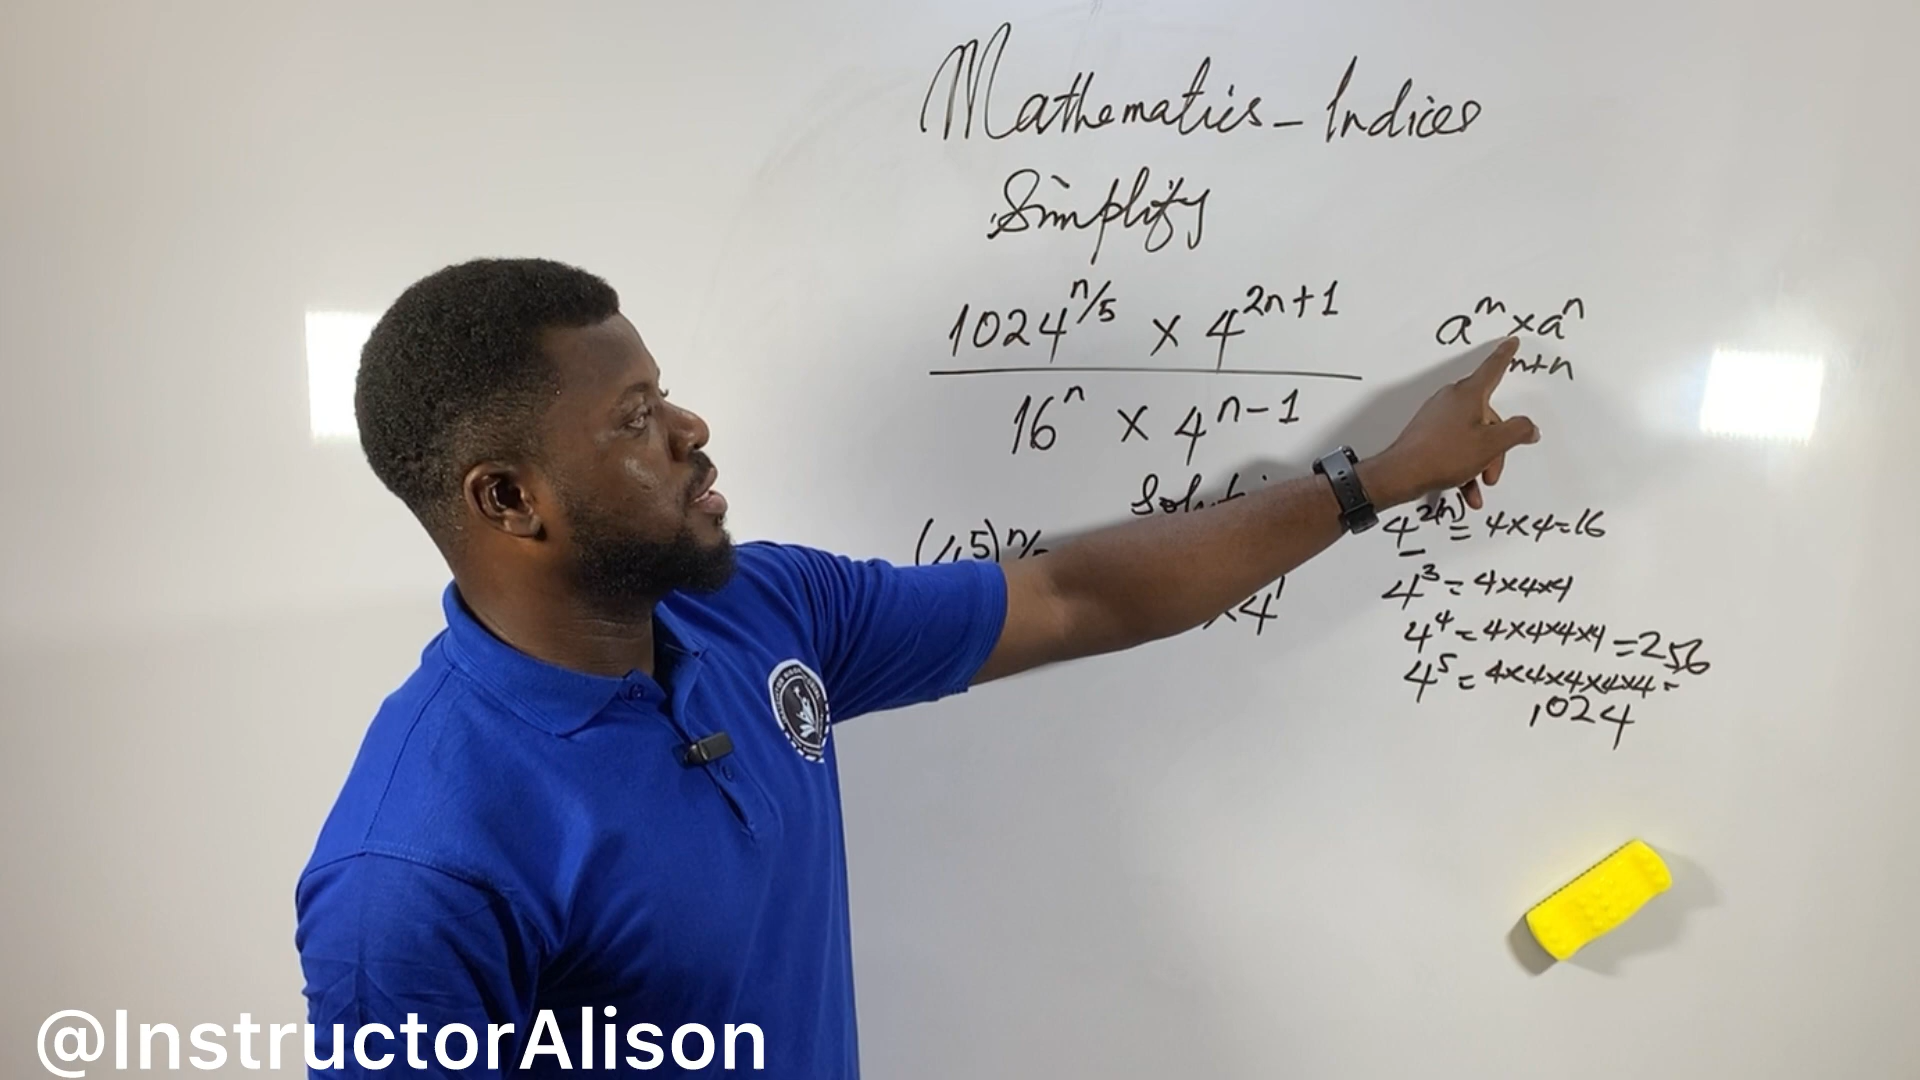 Mathematics - Indices
Simplify
1024^{n/5} × 4^{2n+1}
16^n × 4^{n-1}
a^m × a^n
m+n
4^{2(n)} = 4×4=16
4^3 = 4×4×4
4^4 = 4×4×4×4 = 256
4^5 = 4×4×4×4×4 =
1024
×4
@InstructorAlison